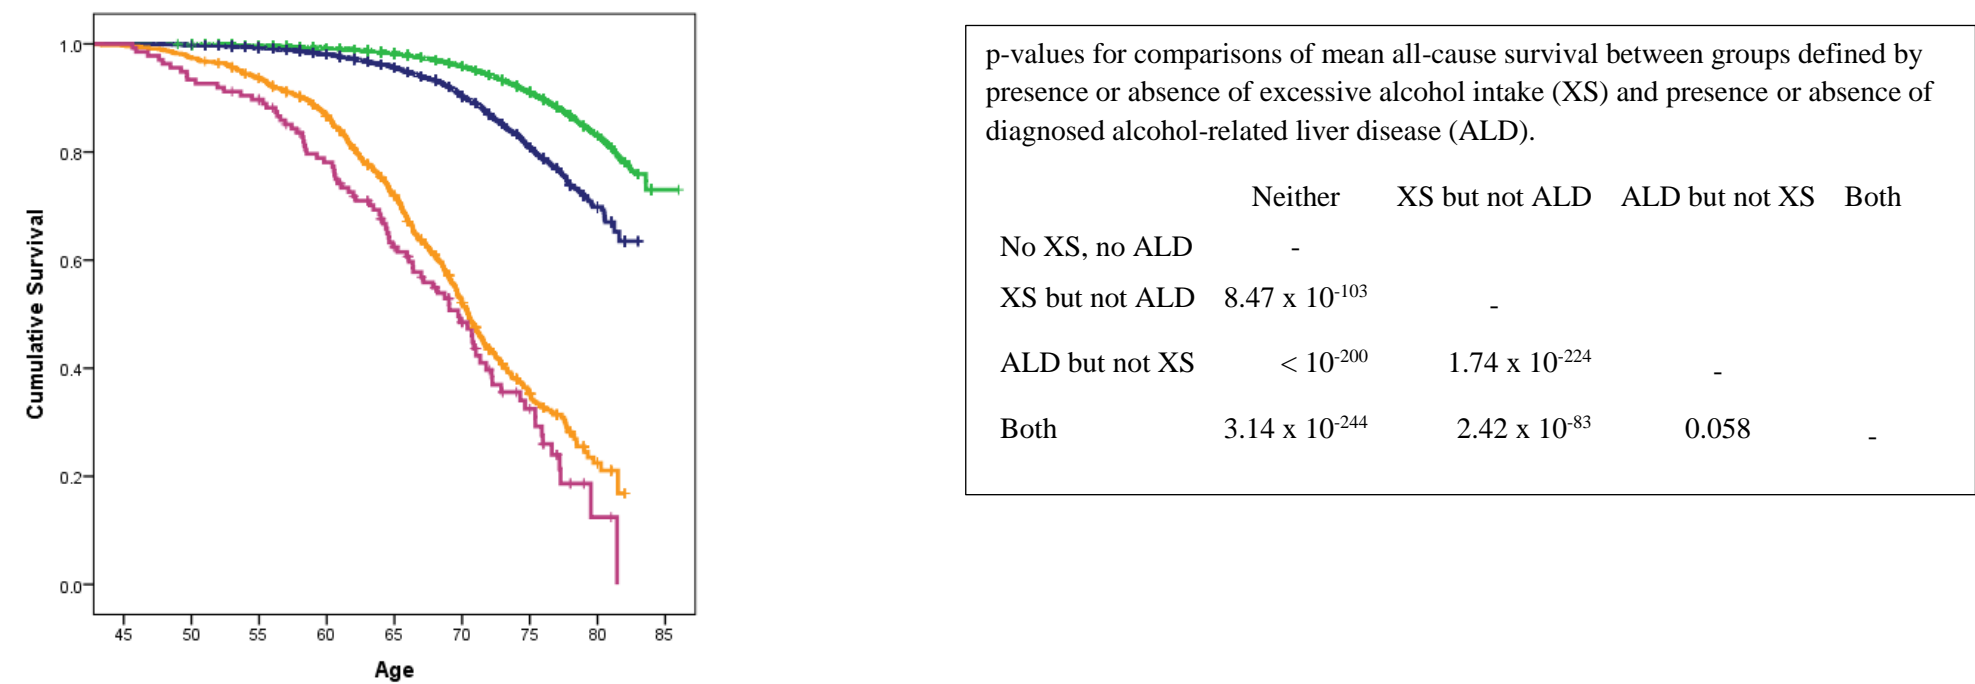 1.0
0.8
0.6
0.4
0.2
0.0
Cumulative Survival
45 50 55 60 65 70 75 80 85
Age
p-values for comparisons of mean all-cause survival between groups defined by
presence or absence of excessive alcohol intake (XS) and presence or absence of
diagnosed alcohol-related liver disease (ALD).
Neither XS but not ALD ALD but not XS Both
No XS, no ALD -
XS but not ALD 8.47 x 10⁻¹⁰³ -
ALD but not XS < 10⁻²⁰⁰ 1.74 x 10⁻²²⁴ -
Both 3.14 x 10⁻²⁴⁴ 2.42 x 10⁻⁸³ 0.058 -